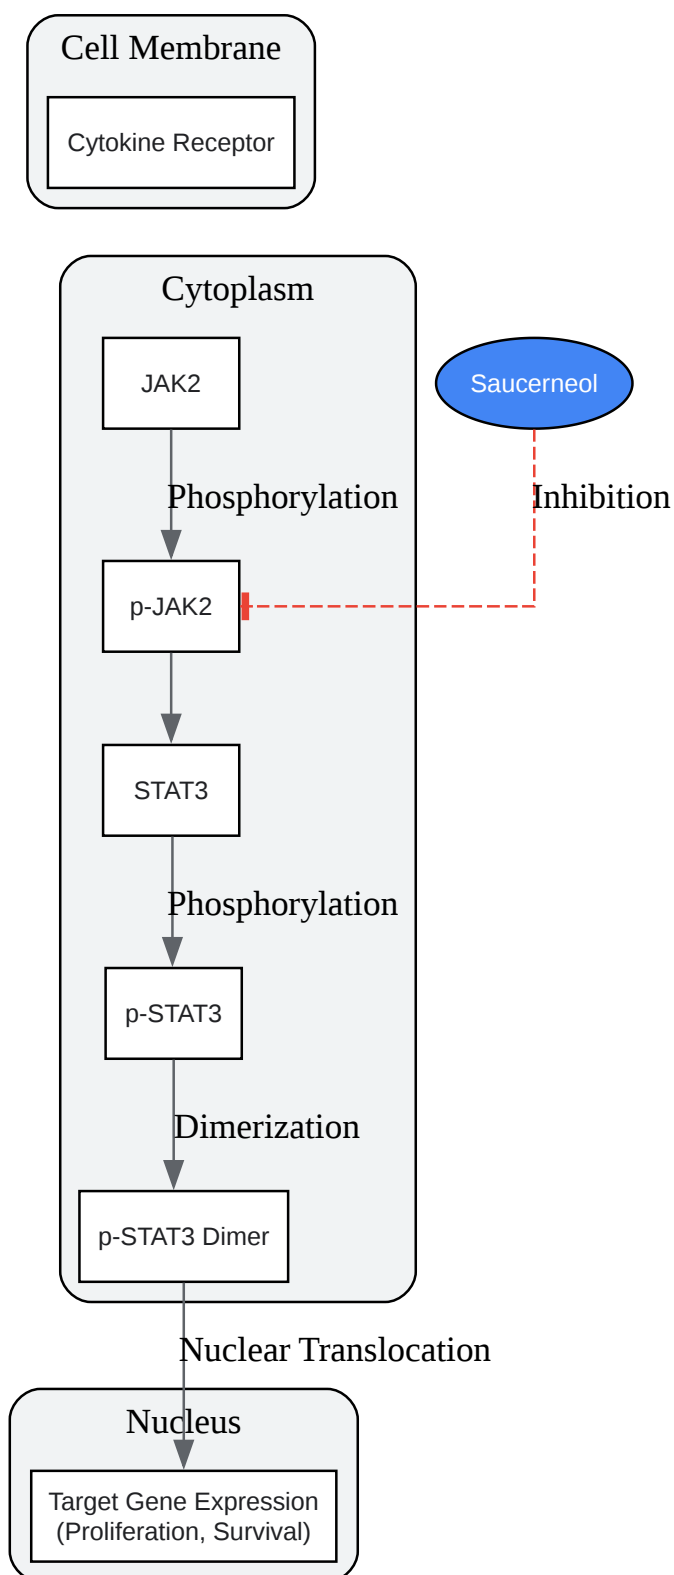 Cell Membrane
Cytokine Receptor
Cytoplasm
JAK2
Saucerneol
Phosphorylation
Inhibition
p-JAK2
STAT3
Phosphorylation
p-STAT3
Dimerization
p-STAT3 Dimer
Nuclear Translocation
Nucleus
Target Gene Expression
(Proliferation, Survival)